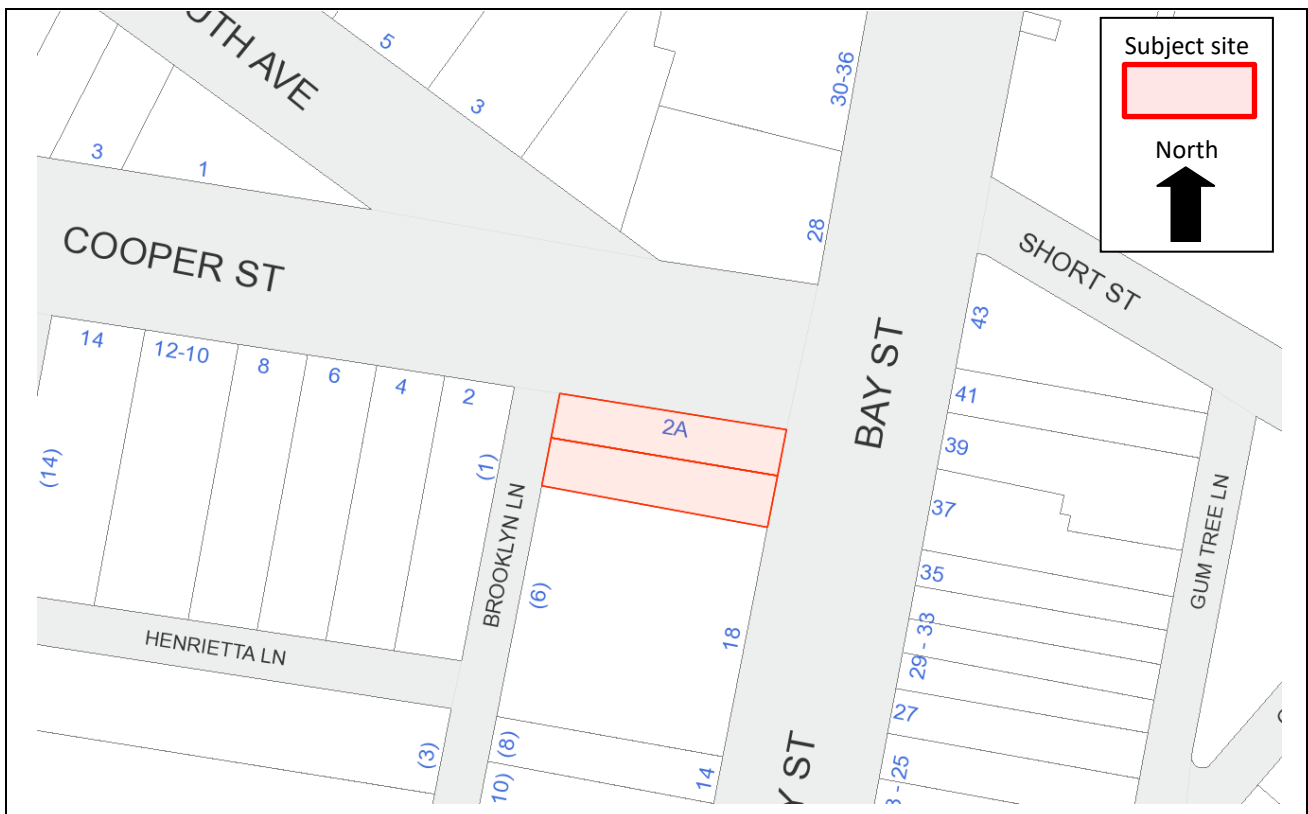 Subject site
North
UTH AVE
5
3
30-36
3
1
28
COOPER ST
SHORT ST
43
14
12-10
8
6
4
2
2A
BAY ST
41
39
37
(14)
(1)
BROOKLYN LN
GUM TREE LN
35
(6)
29 - 33
18
HENRIETTA LN
27
(3)
(8)
14
Y ST
- 25
10)